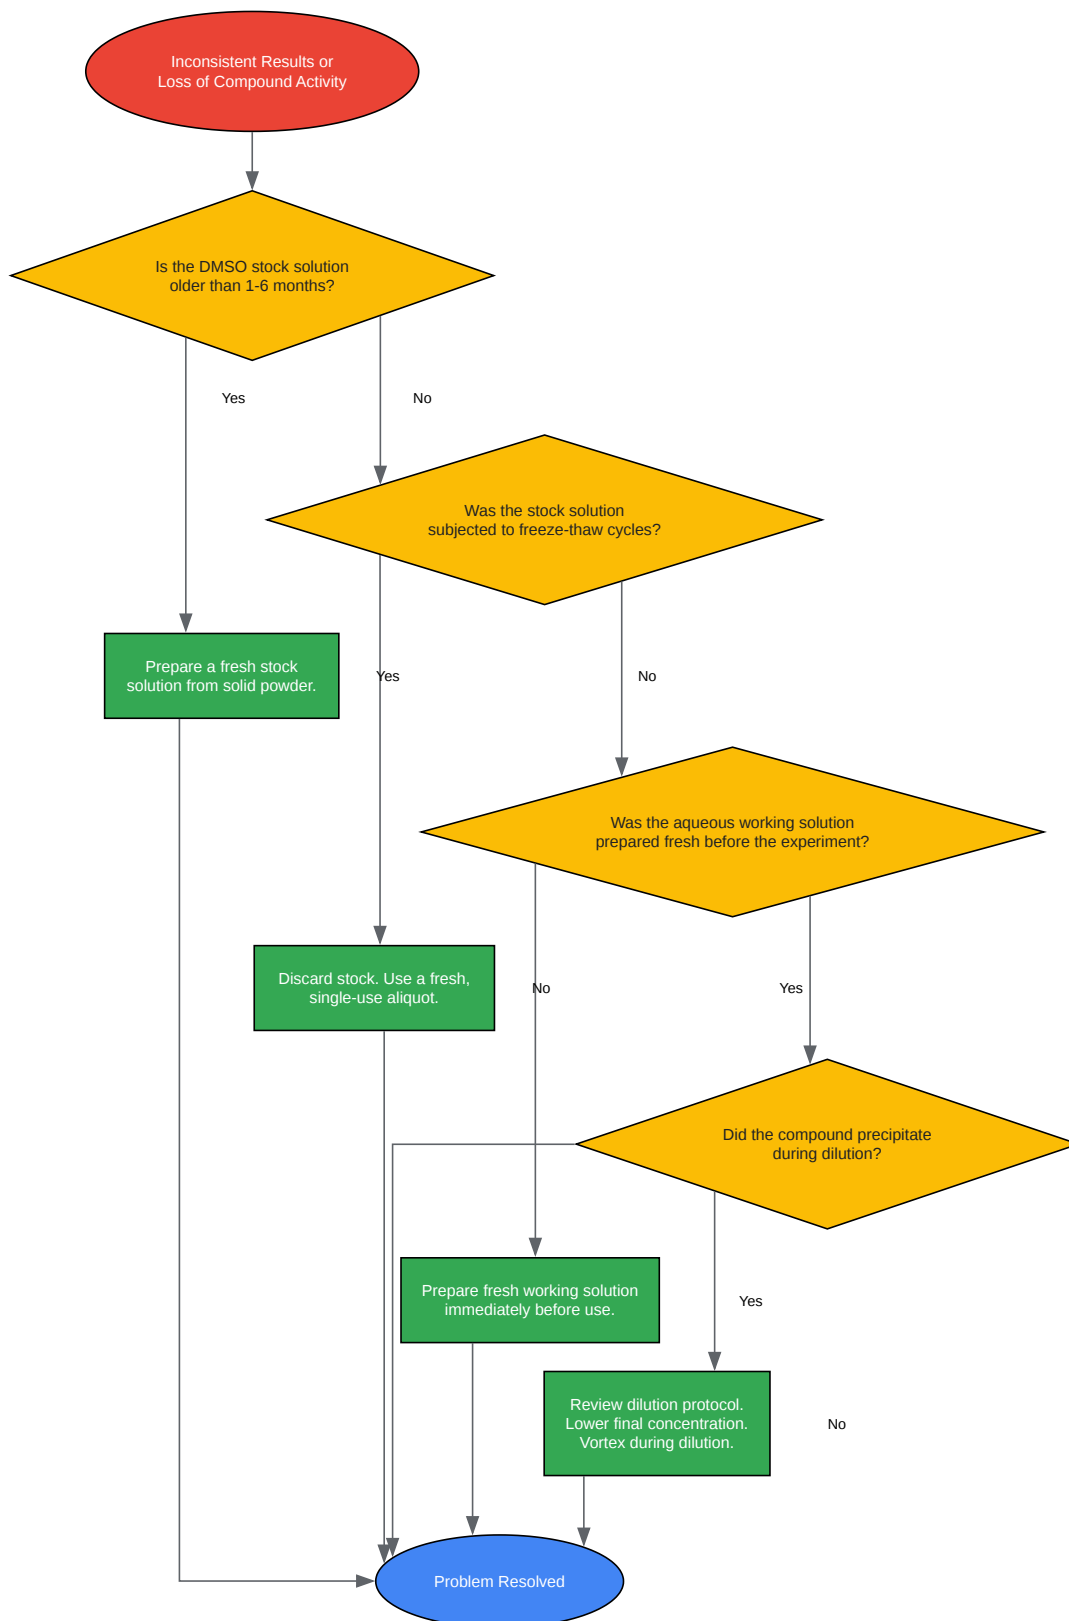 Inconsistent Results or
Loss of Compound Activity
Is the DMSO stock solution
older than 1-6 months?
Yes
No
Was the stock solution
subjected to freeze-thaw cycles?
Prepare a fresh stock
solution from solid powder.
Yes
No
Was the aqueous working solution
prepared fresh before the experiment?
Discard stock. Use a fresh,
single-use aliquot.
No
Yes
Did the compound precipitate
during dilution?
Prepare fresh working solution
immediately before use.
Yes
Review dilution protocol.
Lower final concentration.
Vortex during dilution.
No
Problem Resolved